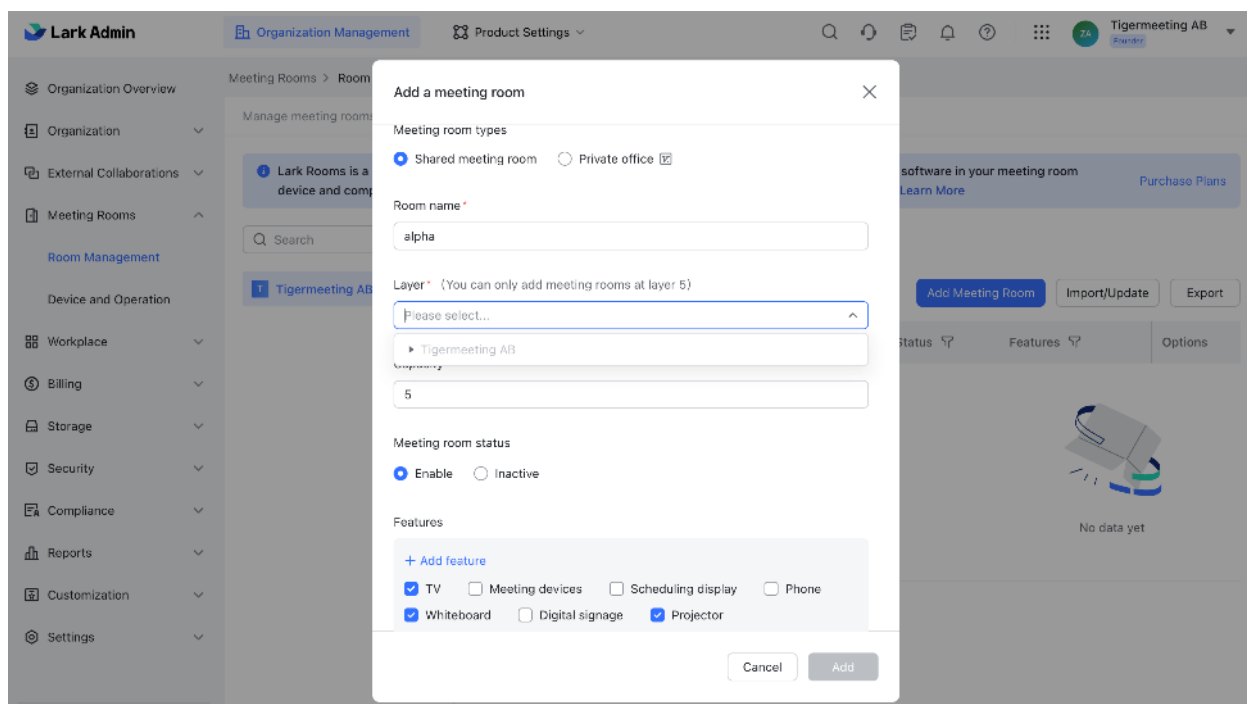 Lark Admin
Organization Management
Product Settings
ZA
Tigermeeting AB
Founder
Organization Overview
Organization
External Collaborations
Meeting Rooms
Room Management
Device and Operation
Workplace
Billing
Storage
Security
Compliance
Reports
Customization
Settings
Meeting Rooms > Room
Manage meeting rooms
Lark Rooms is a
device and comp
software in your meeting room
Learn More
Purchase Plans
Search
T Tigermeeting AB
Add Meeting Room
Import/Update
Export
Status
Features
Options
No data yet
Add a meeting room
Meeting room types
Shared meeting room
Private office
Room name*
alpha
Layer* (You can only add meeting rooms at layer 5)
Please select...
Tigermeeting AB
Capacity
5
Meeting room status
Enable
Inactive
Features
+ Add feature
TV Meeting devices Scheduling display Phone
Whiteboard Digital signage Projector
Cancel
Add